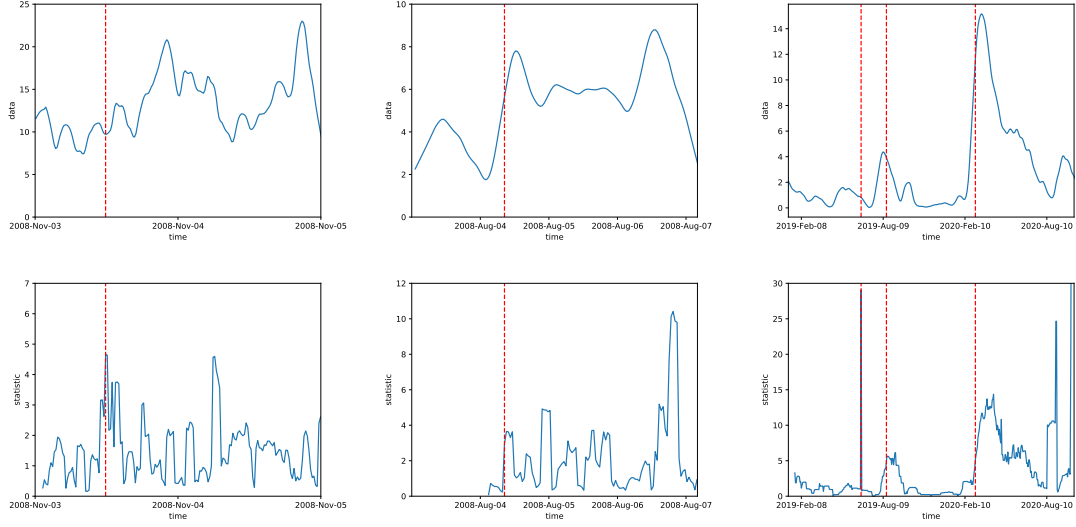 25
20
15
10
5
0
data
2008-Nov-03
2008-Nov-04
2008-Nov-05
time
10
8
6
4
2
0
data
2008-Aug-04
2008-Aug-05
2008-Aug-06
2008-Aug-07
time
14
12
10
8
6
4
2
0
data
2019-Feb-08
2019-Aug-09
2020-Feb-10
2020-Aug-10
time
7
6
5
4
3
2
1
0
statistic
2008-Nov-03
2008-Nov-04
2008-Nov-05
time
12
10
8
6
4
2
0
statistic
2008-Aug-04
2008-Aug-05
2008-Aug-06
2008-Aug-07
time
30
25
20
15
10
5
0
statistic
2019-Feb-08
2019-Aug-09
2020-Feb-10
2020-Aug-10
time